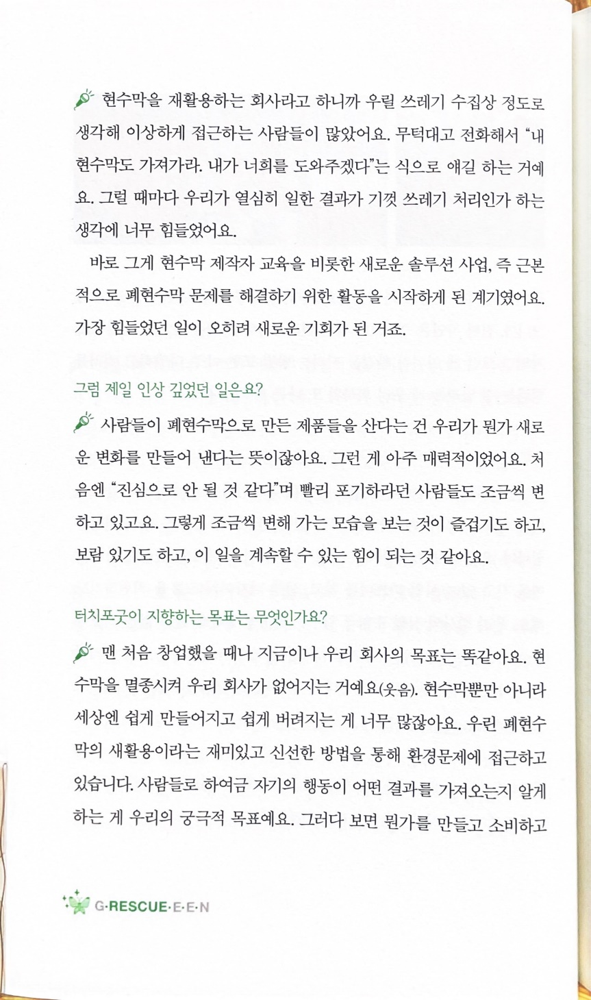 현수막을 재활용하는 회사라고 하니까 우릴 쓰레기 수집상 정도로
생각해 이상하게 접근하는 사람들이 많았어요. 무턱대고 전화해서 “내
현수막도 가져가라. 내가 너희를 도와주겠다”는 식으로 얘길 하는 거예
요. 그럴 때마다 우리가 열심히 일한 결과가 기껏 쓰레기 처리인가 하는
생각에 너무 힘들었어요.
바로 그게 현수막 제작자 교육을 비롯한 새로운 솔루션 사업, 즉 근본
적으로 폐현수막 문제를 해결하기 위한 활동을 시작하게 된 계기였어요.
가장 힘들었던 일이 오히려 새로운 기회가 된 거죠.
그럼 제일 인상 깊었던 일은요?
사람들이 폐현수막으로 만든 제품들을 산다는 건 우리가 뭔가 새로
운 변화를 만들어 낸다는 뜻이잖아요. 그런 게 아주 매력적이었어요. 처
음엔 “진심으로 안 될 것 같다”며 빨리 포기하라던 사람들도 조금씩 변
하고 있고요. 그렇게 조금씩 변해 가는 모습을 보는 것이 즐겁기도 하고,
보람 있기도 하고, 이 일을 계속할 수 있는 힘이 되는 것 같아요.
터치포굿이 지향하는 목표는 무엇인가요?
맨 처음 창업했을 때나 지금이나 우리 회사의 목표는 똑같아요. 현
수막을 멸종시켜 우리 회사가 없어지는 거예요(웃음). 현수막뿐만 아니라
세상엔 쉽게 만들어지고 쉽게 버려지는 게 너무 많잖아요. 우린 폐현수
막의 새활용이라는 재미있고 신선한 방법을 통해 환경문제에 접근하고
있습니다. 사람들로 하여금 자기의 행동이 어떤 결과를 가져오는지 알게
하는 게 우리의 궁극적 목표예요. 그러다 보면 뭔가를 만들고 소비하고
G·RESCUE·E·E·N